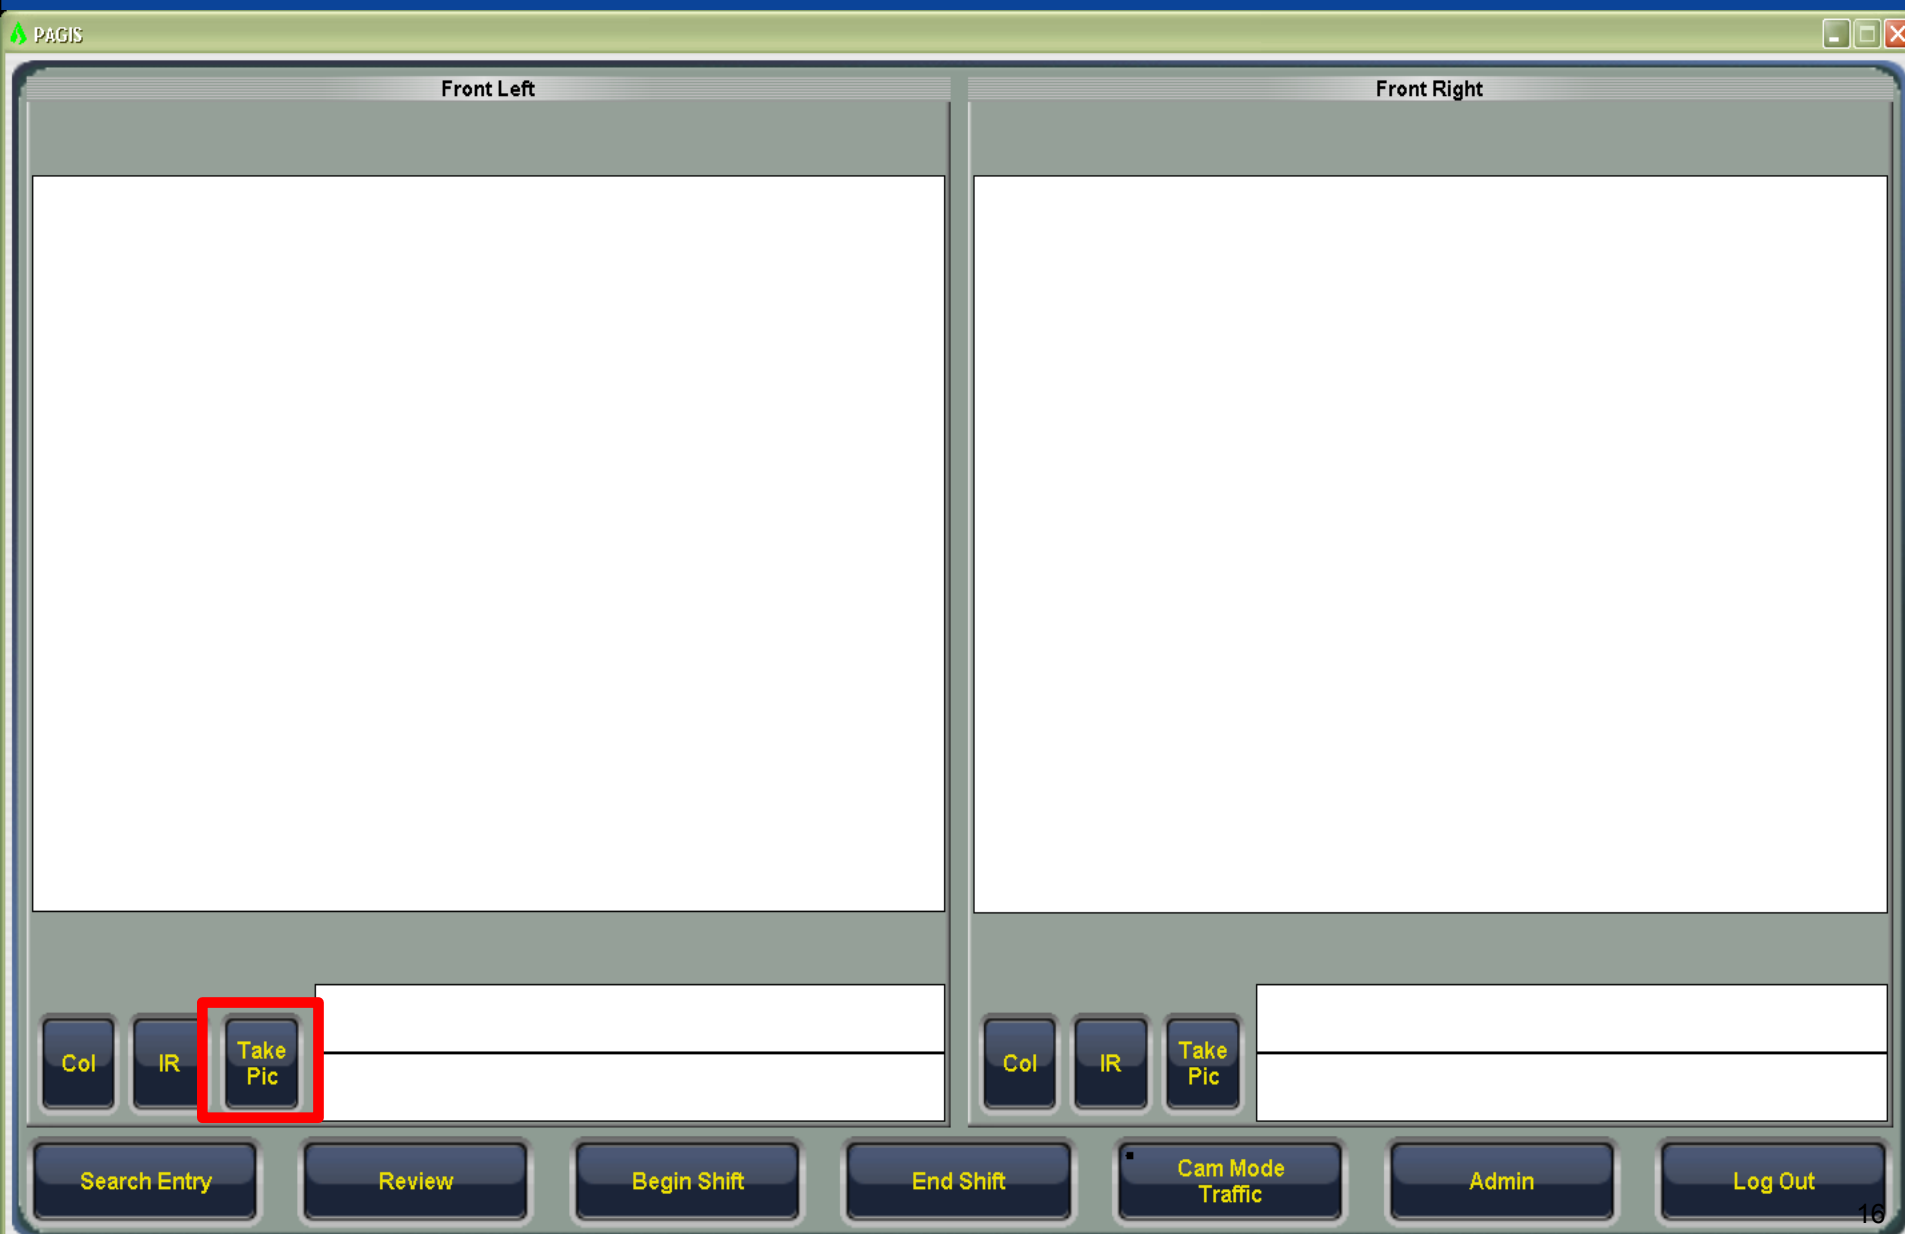 PAGIS
Front Left
Front Right
Col
IR
Take
Pic
Col
IR
Take
Pic
Search Entry
Review
Begin Shift
End Shift
Cam Mode
Traffic
Admin
Log Out
16